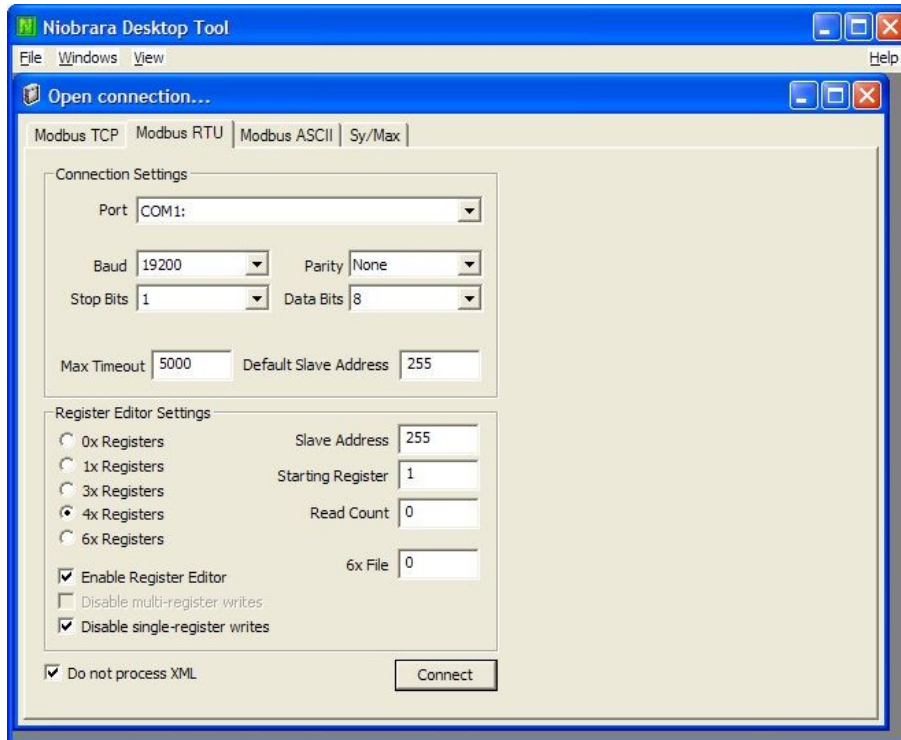 Niobrara Desktop Tool
File Windows View Help
Open connection...
Modbus TCP Modbus RTU Modbus ASCII Sy/Max
Connection Settings
Port COM1:
Baud 19200 Parity None
Stop Bits 1 Data Bits 8
Max Timeout 5000 Default Slave Address 255
Register Editor Settings
0x Registers Slave Address 255
1x Registers Starting Register 1
3x Registers
4x Registers Read Count 0
6x Registers
6x File 0
Enable Register Editor
Disable multi-register writes
Disable single-register writes
Do not process XML Connect